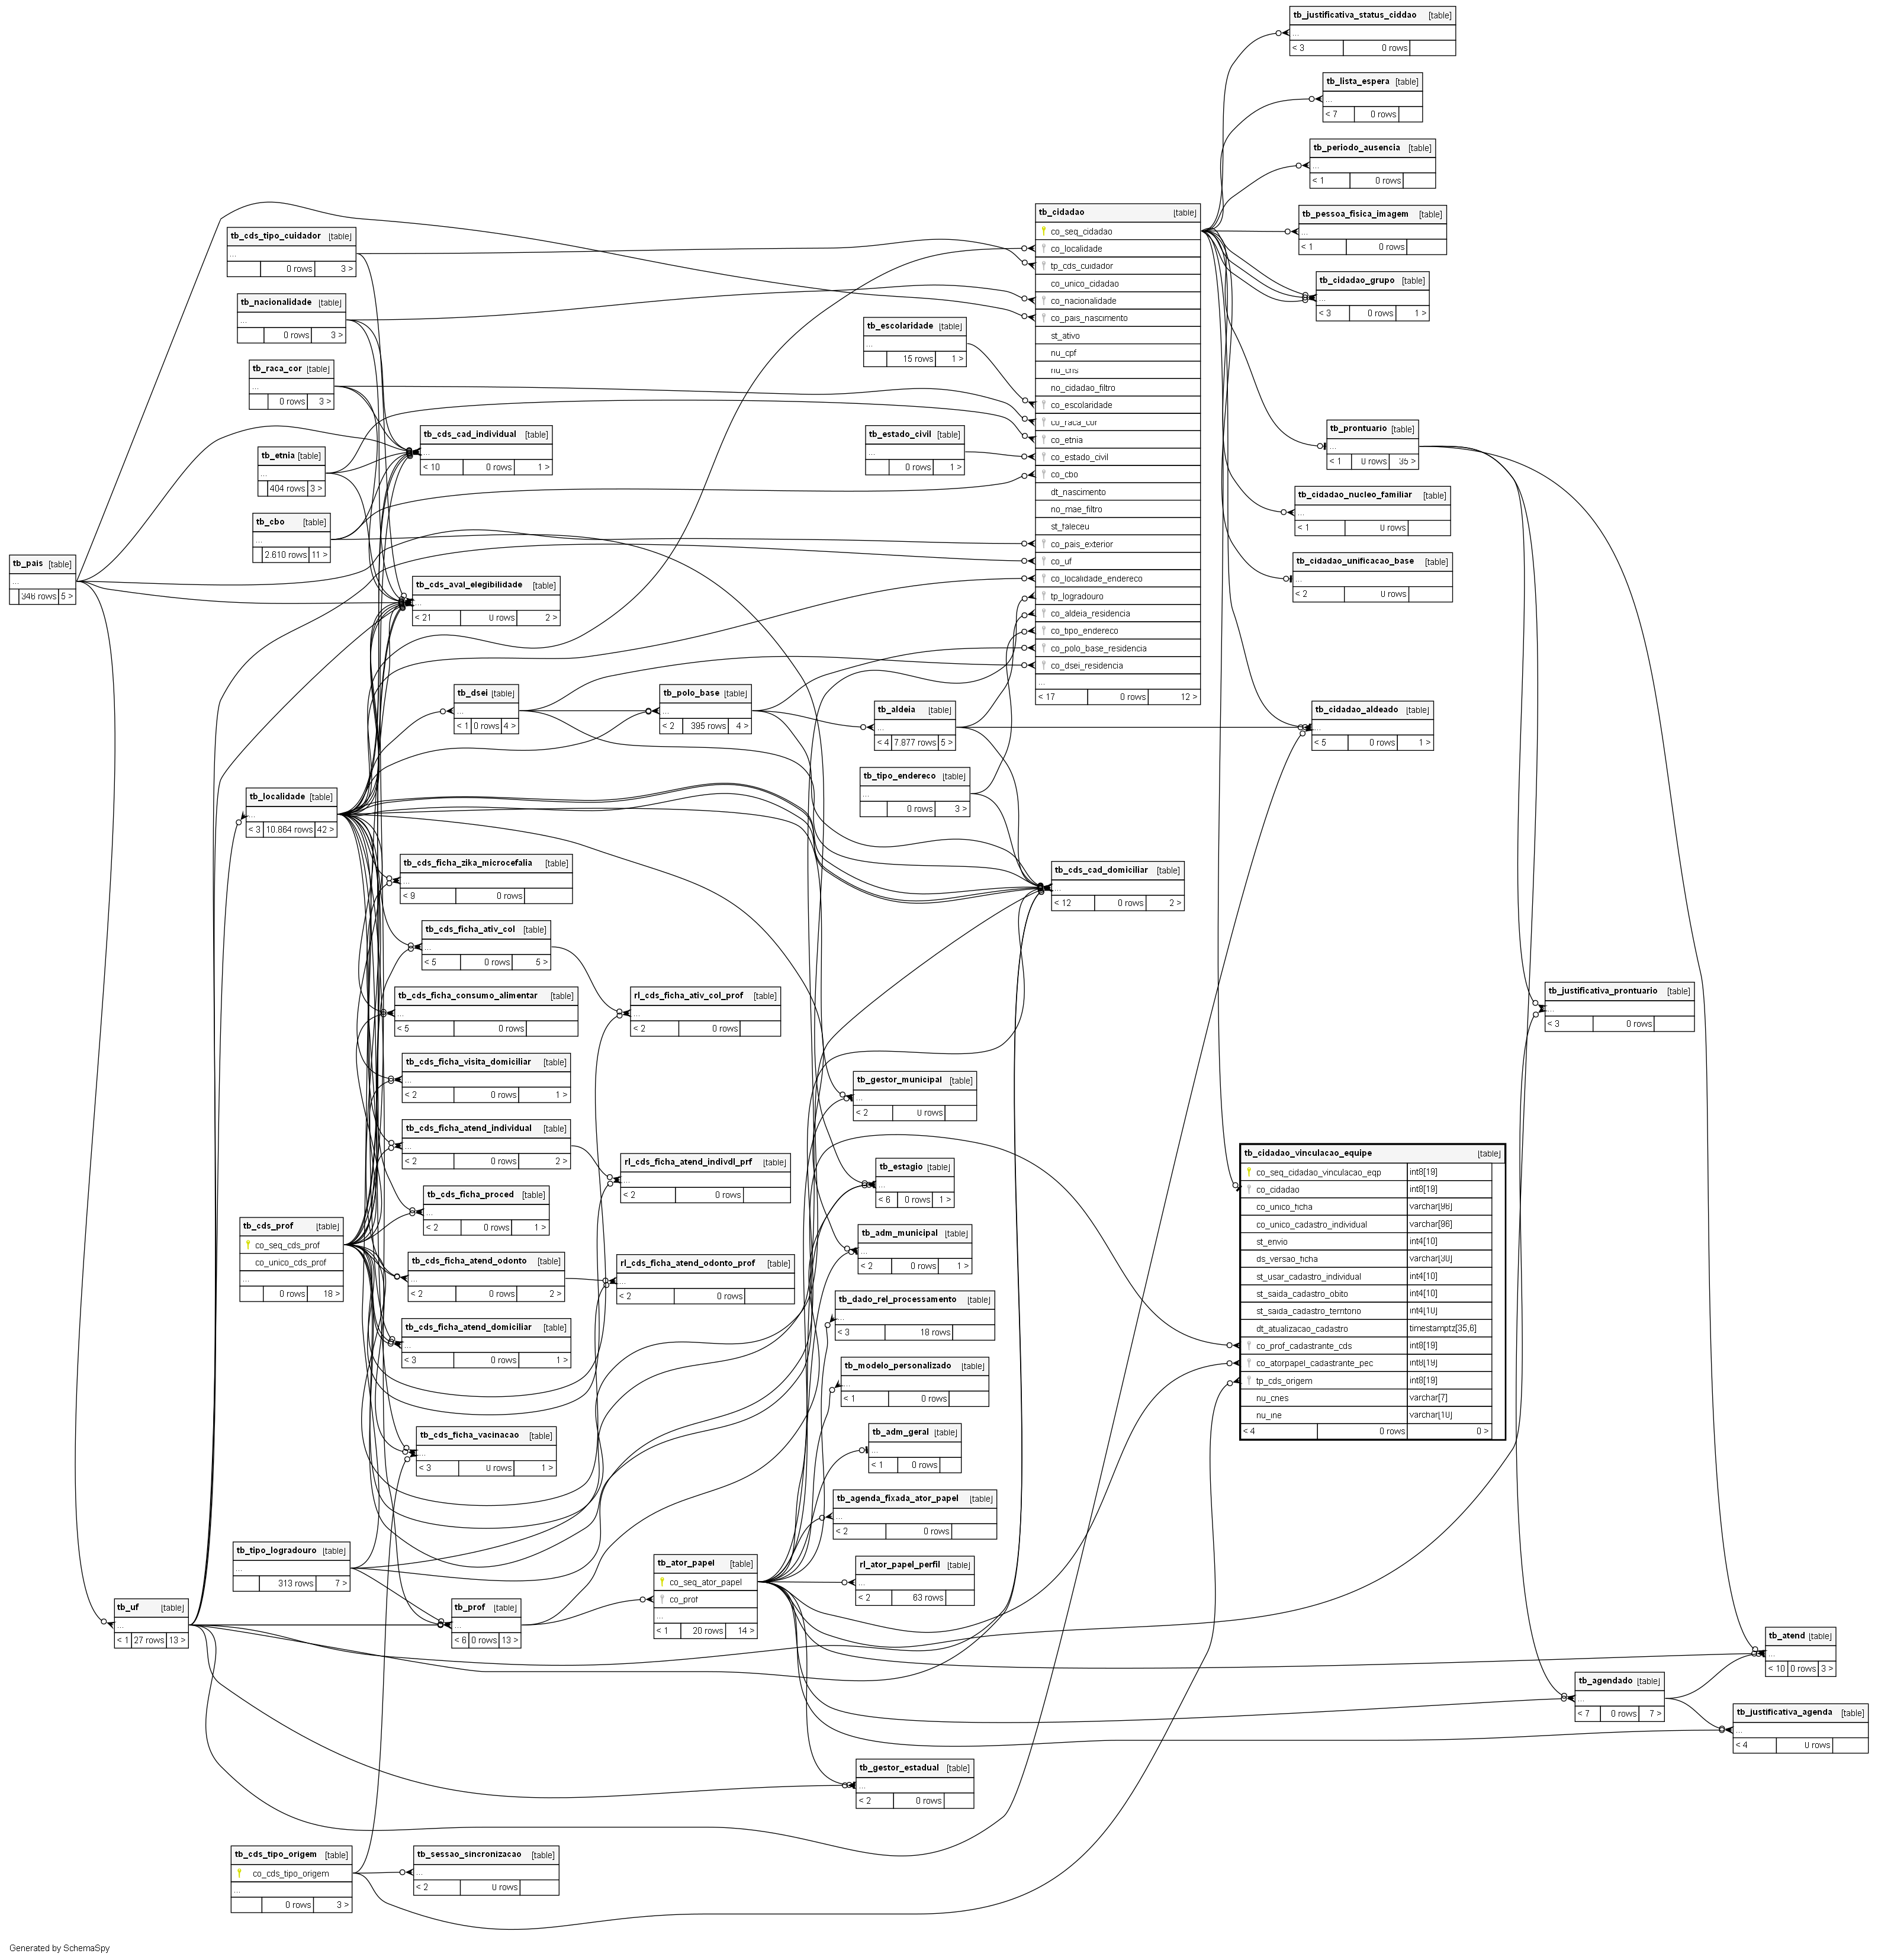 tb_justificativa_status_ciddao [table]
...
< 3 0 rows
tb_lista_espera [table]
...
< 7 0 rows
tb_periodo_ausencia [table]
...
< 1 0 rows
tb_pessoa_fisica_imagem [table]
...
< 1 0 rows
tb_cidadao_grupo [table]
...
< 3 0 rows 1 >
tb_cidadao [table]
co_seq_cidadao
co_localidade
tp_cds_cuidador
co_unico_cidadao
co_nacionalidade
co_pais_nascimento
st_ativo
nu_cpf
nu_cns
no_cidadao_filtro
co_escolaridade
co_raca_cor
co_etnia
co_estado_civil
co_cbo
dt_nascimento
no_mae_filtro
st_faleceu
co_pais_exterior
co_uf
co_localidade_endereco
tp_logradouro
co_aldeia_residencia
co_tipo_endereco
co_polo_base_residencia
co_dsei_residencia
...
< 17 0 rows 12 >
tb_cds_tipo_cuidador [table]
...
0 rows 3 >
tb_nacionalidade [table]
...
0 rows 3 >
tb_raca_cor [table]
...
0 rows 3 >
tb_escolaridade [table]
...
15 rows 1 >
tb_cds_cad_individual [table]
...
< 10 0 rows 1 >
tb_estado_civil [table]
...
0 rows 1 >
tb_prontuario [table]
...
< 1 0 rows 35 >
tb_etnia [table]
...
404 rows 3 >
tb_cbo [table]
...
2.610 rows 11 >
tb_cidadao_nucleo_familiar [table]
...
< 1 0 rows
tb_pais [table]
...
346 rows 5 >
tb_cds_aval_elegibilidade [table]
...
< 21 0 rows 2 >
tb_cidadao_unificacao_base [table]
...
< 2 0 rows
tb_dsei [table]
...
< 1 0 rows 4 >
tb_polo_base [table]
...
< 2 395 rows 4 >
tb_aldeia [table]
...
< 4 7.877 rows 5 >
tb_cidadao_aldeado [table]
...
< 5 0 rows 1 >
tb_tipo_endereco [table]
...
0 rows 3 >
tb_localidade [table]
...
< 3 10.864 rows 42 >
tb_cds_ficha_zika_microcefalia [table]
...
< 9 0 rows
tb_cds_cad_domiciliar [table]
...
< 12 0 rows 2 >
tb_cds_ficha_ativ_col [table]
...
< 5 0 rows 5 >
tb_cds_ficha_consumo_alimentar [table]
...
< 5 0 rows
rl_cds_ficha_ativ_col_prof [table]
...
< 2 0 rows
tb_justificativa_prontuario [table]
...
< 3 0 rows
tb_cds_ficha_visita_domiciliar [table]
...
< 2 0 rows 1 >
tb_gestor_municipal [table]
...
< 2 0 rows
tb_cds_ficha_atend_individual [table]
...
< 2 0 rows 2 >
rl_cds_ficha_atend_indivdl_prf [table]
...
< 2 0 rows
tb_estagio [table]
...
< 6 0 rows 1 >
tb_cidadao_vinculacao_equipe [table]
co_seq_cidadao_vinculacao_eqp int8[19]
co_cidadao int8[19]
co_unico_ficha varchar[96]
co_unico_cadastro_individual varchar[96]
st_envio int4[10]
ds_versao_ficha varchar[30]
st_usar_cadastro_individual int4[10]
st_saida_cadastro_obito int4[10]
st_saida_cadastro_territorio int4[10]
dt_atualizacao_cadastro timestamptz[35,6]
co_prof_cadastrante_cds int8[19]
co_atorpapel_cadastrante_pec int8[19]
tp_cds_origem int8[19]
nu_cnes varchar[7]
nu_ine varchar[10]
< 4 0 rows 0 >
tb_cds_ficha_proced [table]
...
< 2 0 rows 1 >
tb_cds_prof [table]
co_seq_cds_prof
co_unico_cds_prof
...
0 rows 18 >
tb_adm_municipal [table]
...
< 2 0 rows 1 >
tb_cds_ficha_atend_odonto [table]
...
< 2 0 rows 2 >
rl_cds_ficha_atend_odonto_prof [table]
...
< 2 0 rows
tb_dado_rel_processamento [table]
...
< 3 18 rows
tb_cds_ficha_atend_domiciliar [table]
...
< 3 0 rows 1 >
tb_modelo_personalizado [table]
...
< 1 0 rows
tb_cds_ficha_vacinacao [table]
...
< 3 0 rows 1 >
tb_adm_geral [table]
...
< 1 0 rows
tb_agenda_fixada_ator_papel [table]
...
< 2 0 rows
tb_tipo_logradouro [table]
...
313 rows 7 >
tb_ator_papel [table]
co_seq_ator_papel
co_prof
...
< 1 20 rows 14 >
rl_ator_papel_perfil [table]
...
< 2 63 rows
tb_uf [table]
...
< 1 27 rows 13 >
tb_prof [table]
...
< 6 0 rows 13 >
tb_atend [table]
...
< 10 0 rows 3 >
tb_agendado [table]
...
< 7 0 rows 7 >
tb_justificativa_agenda [table]
...
< 4 0 rows
tb_gestor_estadual [table]
...
< 2 0 rows
tb_cds_tipo_origem [table]
co_cds_tipo_origem
...
0 rows 3 >
tb_sessao_sincronizacao [table]
...
< 2 0 rows
Generated by SchemaSpy